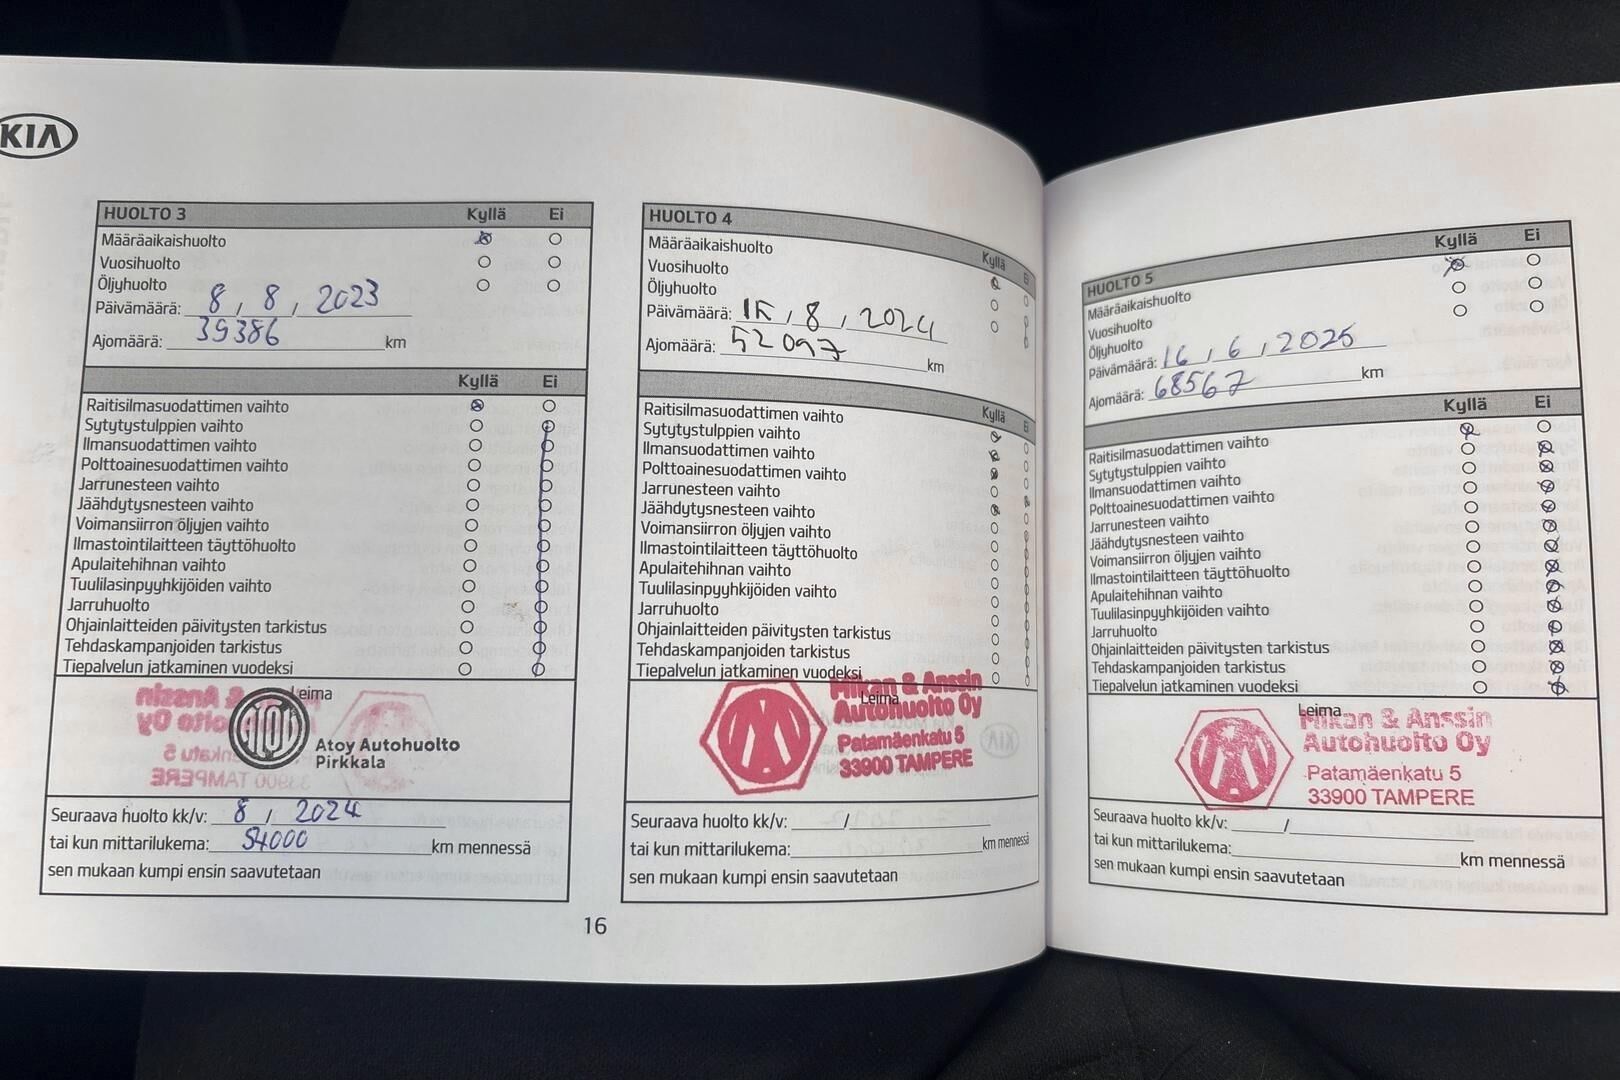 KIA
HUOLTO 3 Kyllä Ei
Määräaikaishuolto
Vuosihuolto
Öljyhuolto
Päivämäärä: 8, 8, 2023
Ajomäärä: 39386 km
Kyllä Ei
Raitisilmasuodattimen vaihto
Sytytystulppien vaihto
Ilmansuodattimen vaihto
Polttoainesuodattimen vaihto
Jarrunesteen vaihto
Jäähdytysnesteen vaihto
Voimansiirron öljyjen vaihto
Ilmastointilaitteen täyttöhuolto
Apulaitehihnan vaihto
Tuulilasinpyyhkijöiden vaihto
Jarruhuolto
Ohjainlaitteiden päivitysten tarkistus
Tehdaskampanjoiden tarkistus
Tiepalvelun jatkaminen vuodeksi
Leima
Atoy Autohuolto
Pirkkala
Seuraava huolto kk/v: 8 / 2024
tai kun mittarilukema: 54000 km mennessä
sen mukaan kumpi ensin saavutetaan
HUOLTO 4 Kyllä Ei
Määräaikaishuolto
Vuosihuolto
Öljyhuolto
Päivämäärä: 15, 8, 2024
Ajomäärä: 52097 km
Kyllä Ei
Raitisilmasuodattimen vaihto
Sytytystulppien vaihto
Ilmansuodattimen vaihto
Polttoainesuodattimen vaihto
Jarrunesteen vaihto
Jäähdytysnesteen vaihto
Voimansiirron öljyjen vaihto
Ilmastointilaitteen täyttöhuolto
Apulaitehihnan vaihto
Tuulilasinpyyhkijöiden vaihto
Jarruhuolto
Ohjainlaitteiden päivitysten tarkistus
Tehdaskampanjoiden tarkistus
Tiepalvelun jatkaminen vuodeksi
Leima
Mikan & Anssin
Autohuolto Oy
Patamäenkatu 5
33900 TAMPERE
Seuraava huolto kk/v: /
tai kun mittarilukema: km mennessä
sen mukaan kumpi ensin saavutetaan
16
HUOLTO 5 Kyllä Ei
Määräaikaishuolto
Vuosihuolto
Öljyhuolto
Päivämäärä: 16, 6, 2025
Ajomäärä: 68567 km
Kyllä Ei
Raitisilmasuodattimen vaihto
Sytytystulppien vaihto
Ilmansuodattimen vaihto
Polttoainesuodattimen vaihto
Jarrunesteen vaihto
Jäähdytysnesteen vaihto
Voimansiirron öljyjen vaihto
Ilmastointilaitteen täyttöhuolto
Apulaitehihnan vaihto
Tuulilasinpyyhkijöiden vaihto
Jarruhuolto
Ohjainlaitteiden päivitysten tarkistus
Tehdaskampanjoiden tarkistus
Tiepalvelun jatkaminen vuodeksi
Leima
Mikan & Anssin
Autohuolto Oy
Patamäenkatu 5
33900 TAMPERE
Seuraava huolto kk/v: /
tai kun mittarilukema: km mennessä
sen mukaan kumpi ensin saavutetaan